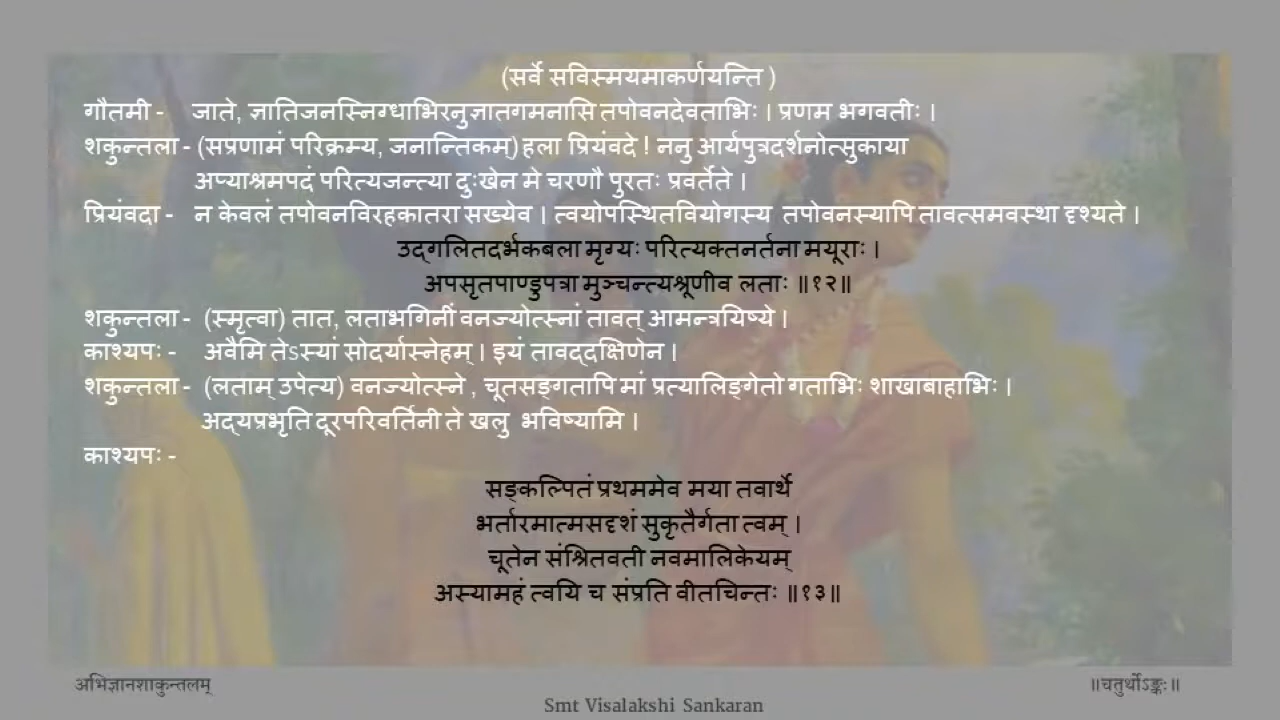 (सर्वे सविस्मयमाकर्णयन्ति )
गौतमी - जाते, ज्ञातिजनस्निग्धाभिरनुज्ञातगमनासि तपोवनदेवताभिः । प्रणम भगवतीः ।
शकुन्तला - (सप्रणामं परिक्रम्य, जनान्तिकम्) हला प्रियंवदे ! ननु आर्यपुत्रदर्शनोत्सुकाया
अप्याश्रमपदं परित्यजन्त्या दुःखेन मे चरणौ पुरतः प्रवर्तेते ।
प्रियंवदा - न केवलं तपोवनविरहकातरा सख्येव । त्वयोपस्थितवियोगस्य तपोवनस्यापि तावत्समवस्था दृश्यते ।
उद्गलितदर्भकबला मृग्यः परित्यक्तनर्तना मयूराः ।
अपसृतपाण्डुपत्रा मुञ्चन्त्यश्रूणीव लताः ॥१२॥
शकुन्तला - (स्मृत्वा) तात, लताभगिनीं वनज्योत्स्नां तावत् आमन्त्रयिष्ये ।
काश्यपः - अवैमि तेऽस्यां सोदर्यास्नेहम् । इयं तावद्दक्षिणेन ।
शकुन्तला - (लताम् उपेत्य) वनज्योत्स्ने , चूतसङ्गतापि मां प्रत्यालिङ्गेतो गताभिः शाखाबाहाभिः ।
अद्यप्रभृति दूरपरिवर्तिनी ते खलु भविष्यामि ।
काश्यपः -
सङ्कल्पितं प्रथममेव मया तवार्थे
भर्तारमात्मसदृशं सुकृतैर्गता त्वम् ।
चूतेन संश्रितवती नवमालिकेयम्
अस्यामहं त्वयि च संप्रति वीतचिन्तः ॥१३॥
अभिज्ञानशाकुन्तलम्
॥चतुर्थोऽङ्कः॥
Smt Visalakshi Sankaran